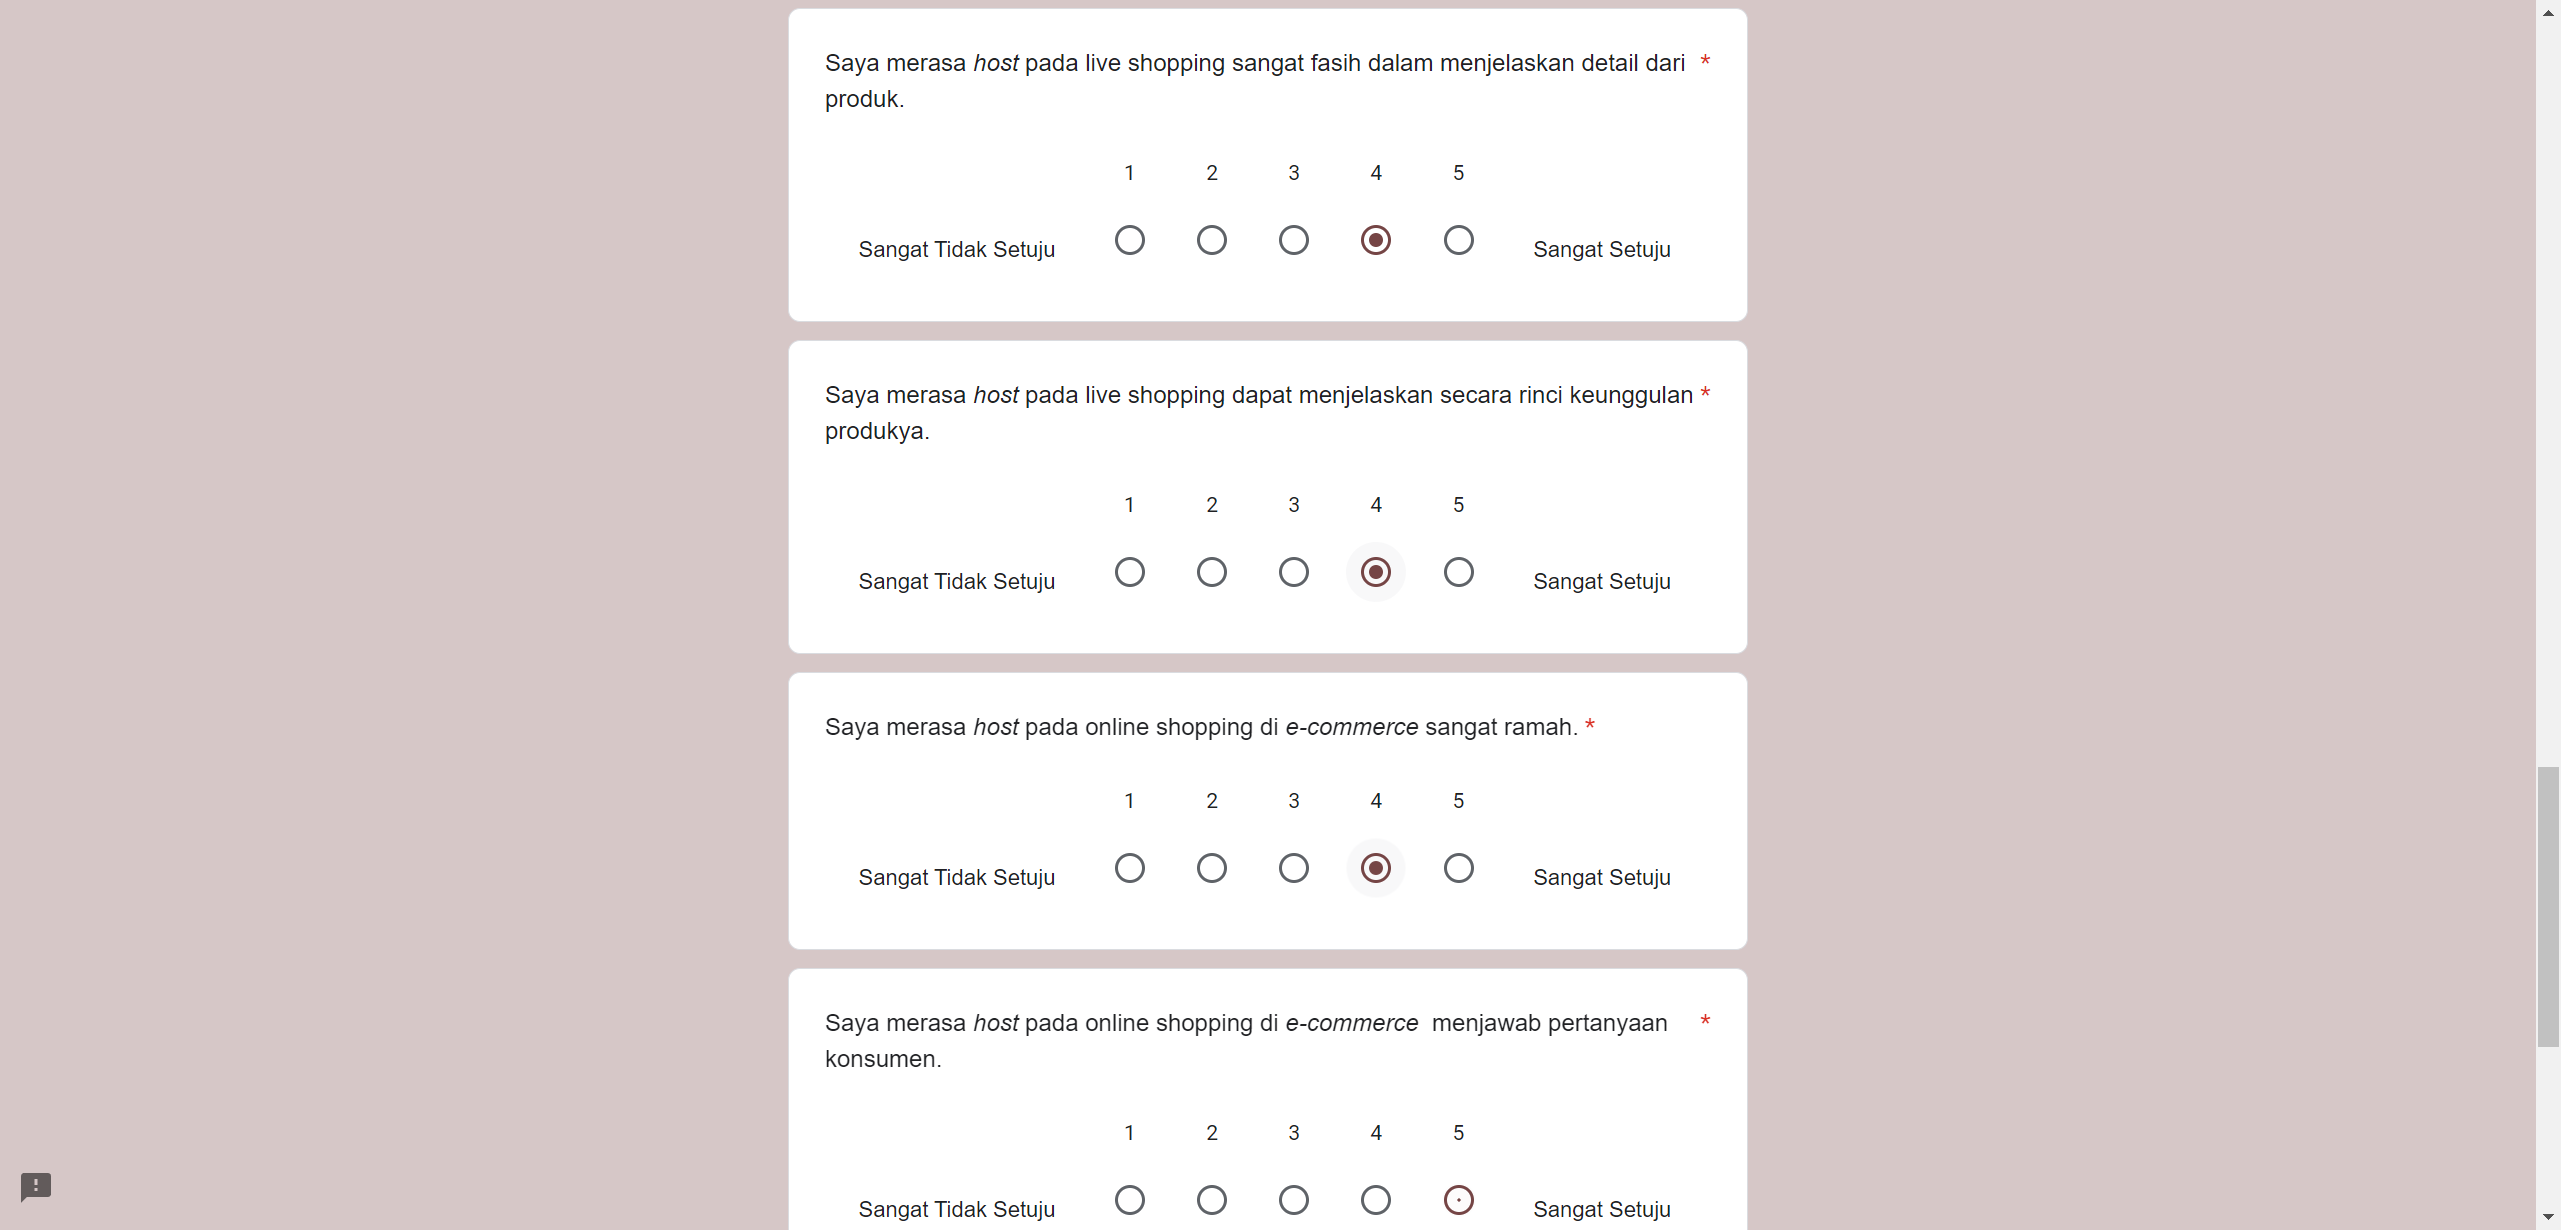 Saya merasa host pada live shopping sangat fasih dalam menjelaskan detail dari *
produk.
1 2 3 4 5
Sangat Tidak Setuju Sangat Setuju
Saya merasa host pada live shopping dapat menjelaskan secara rinci keunggulan *
produkya.
1 2 3 4 5
Sangat Tidak Setuju Sangat Setuju
Saya merasa host pada online shopping di e-commerce sangat ramah. *
1 2 3 4 5
Sangat Tidak Setuju Sangat Setuju
Saya merasa host pada online shopping di e-commerce menjawab pertanyaan *
konsumen.
1 2 3 4 5
Sangat Tidak Setuju Sangat Setuju